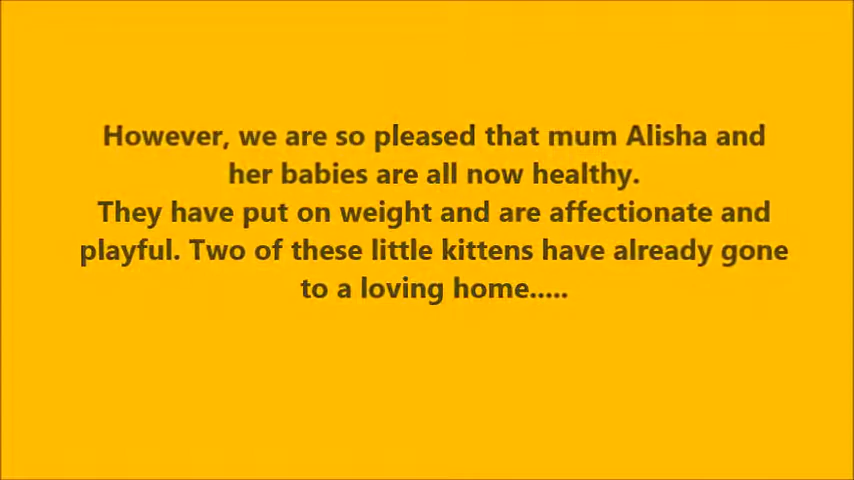 However, we are so pleased that mum Alisha and
her babies are all now healthy.
They have put on weight and are affectionate and
playful. Two of these little kittens have already gone
to a loving home.....